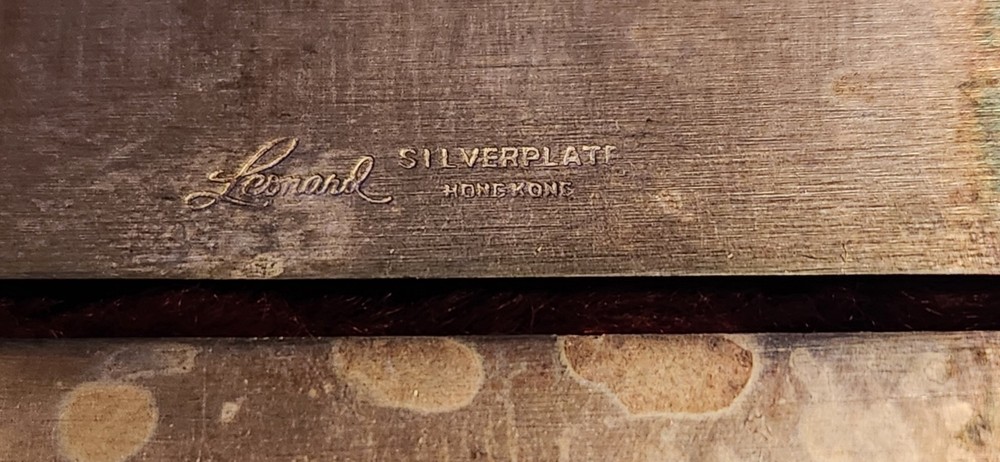 Leonard SILVERPLATE
HONG KONG